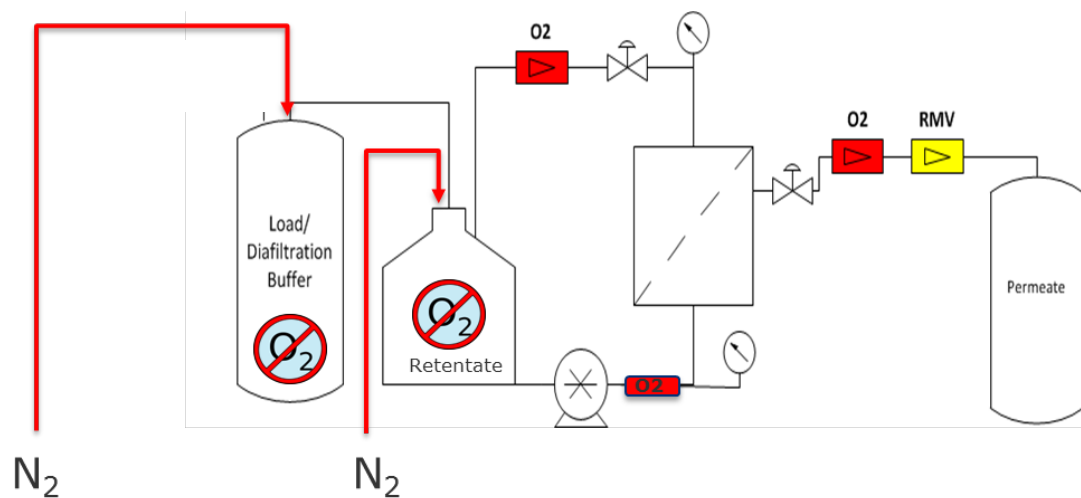 O2
O2
RMV
Load/
Diafiltration
Buffer
O₂
O₂
Retentate
Permeate
O2
N₂
N₂